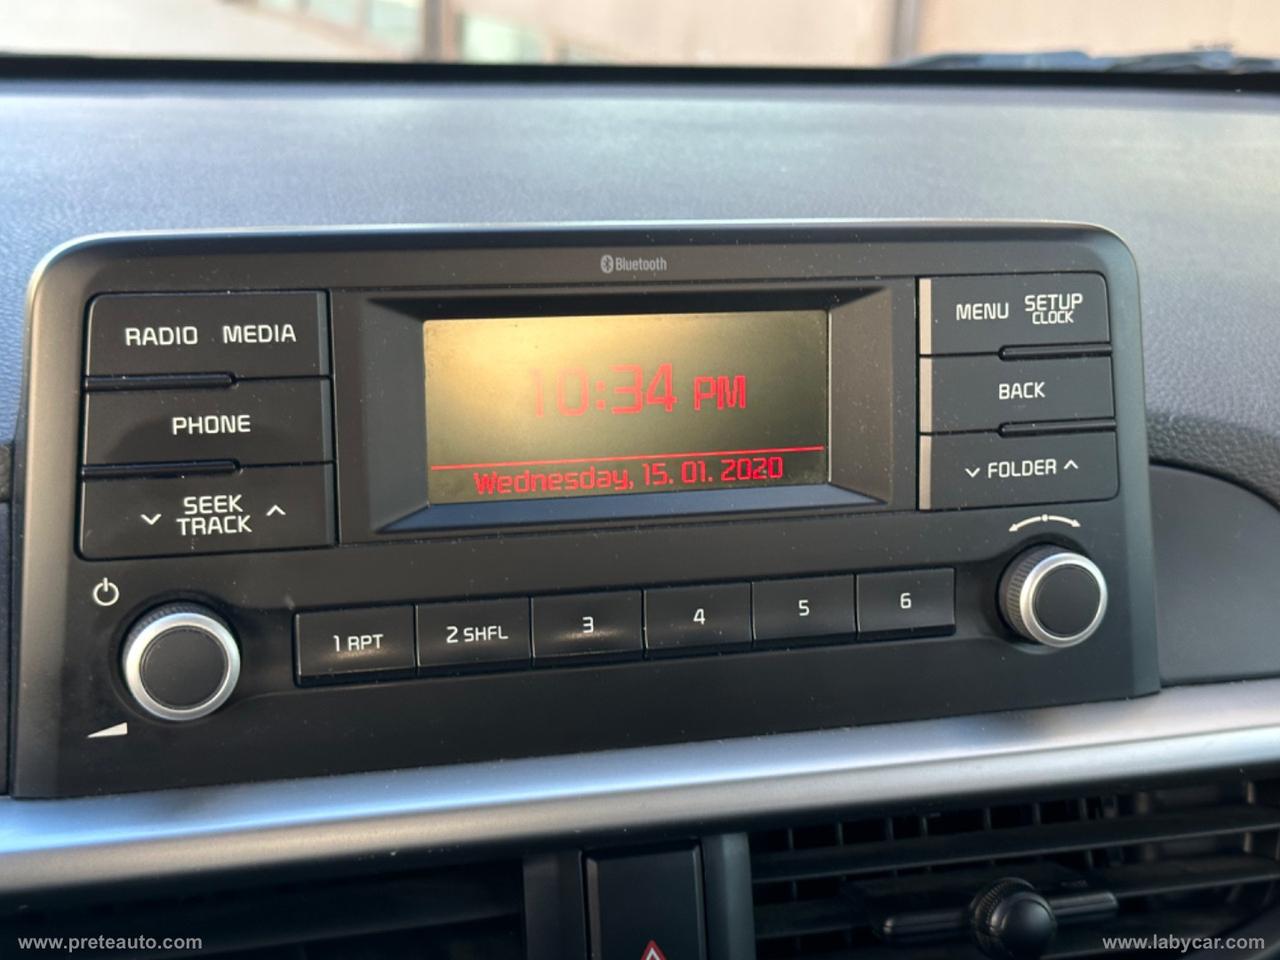 Bluetooth
RADIO MEDIA
PHONE
SEEK
TRACK
10:34 PM
Wednesday, 15. 01. 2020
MENU SETUP
CLOCK
BACK
FOLDER
1 RPT 2 SHFL 3 4 5 6
www.preteauto.com
www.labycar.com